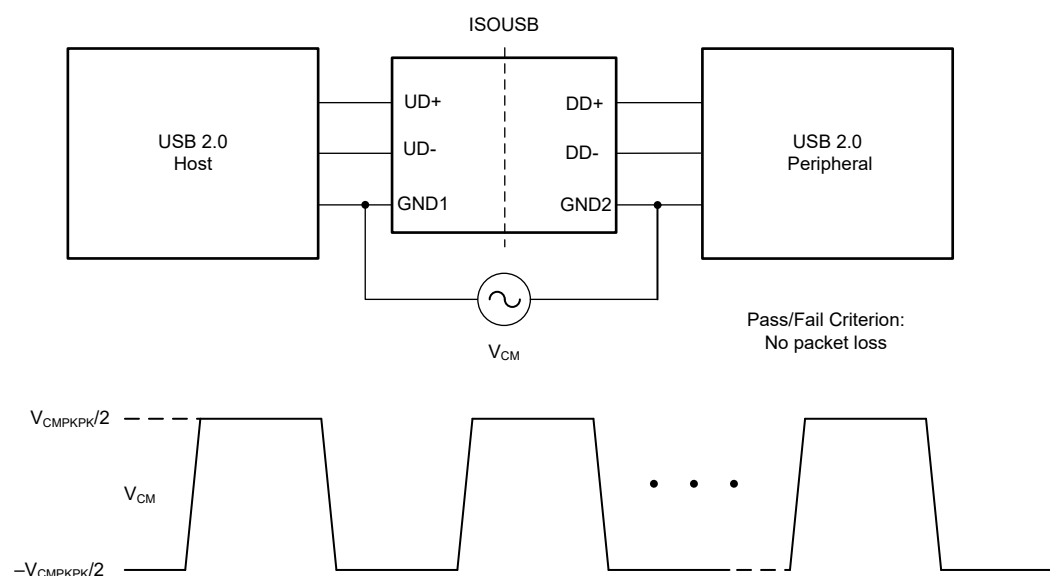 ISOUSB
USB 2.0
Host
UD+
UD-
GND1
DD+
DD-
GND2
USB 2.0
Peripheral
V_CM
Pass/Fail Criterion:
No packet loss
V_CMPKPK/2
V_CM
–V_CMPKPK/2